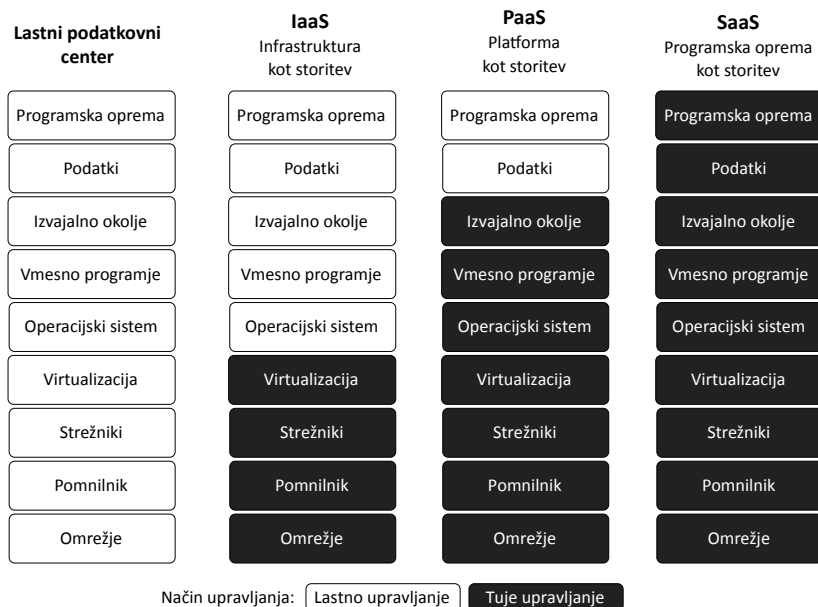 Lastni podatkovni
center
IaaS
Infrastruktura
kot storitev
PaaS
Platforma
kot storitev
SaaS
Programska oprema
kot storitev
Programska oprema
Programska oprema
Programska oprema
Programska oprema
Podatki
Podatki
Podatki
Podatki
Izvajalno okolje
Izvajalno okolje
Izvajalno okolje
Izvajalno okolje
Vmesno programje
Vmesno programje
Vmesno programje
Vmesno programje
Operacijski sistem
Operacijski sistem
Operacijski sistem
Operacijski sistem
Virtualizacija
Virtualizacija
Virtualizacija
Virtualizacija
Strežniki
Strežniki
Strežniki
Strežniki
Pomnilnik
Pomnilnik
Pomnilnik
Pomnilnik
Omrežje
Omrežje
Omrežje
Omrežje
Način upravljanja: Lastno upravljanje Tuje upravljanje